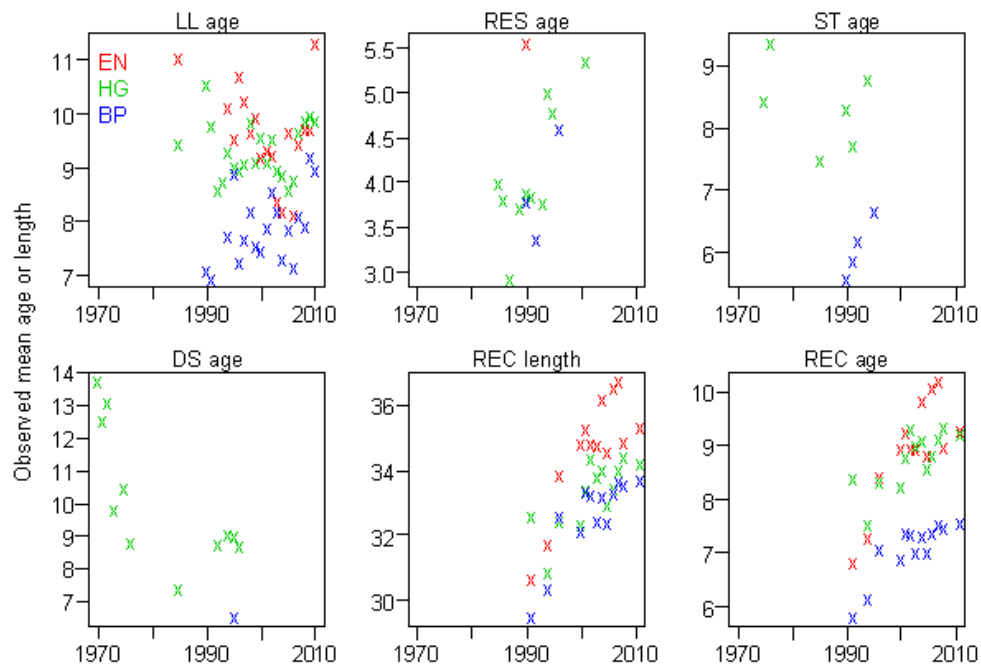 LL age
RES age
ST age
11
10
9
8
7
EN
HG
BP
5.5
5.0
4.5
4.0
3.5
3.0
9
8
7
6
1970 1990 2010
1970 1990 2010
1970 1990 2010
Observed mean age or length
DS age
REC length
REC age
14
13
12
11
10
9
8
7
36
34
32
30
10
9
8
7
6
1970 1990 2010
1970 1990 2010
1970 1990 2010